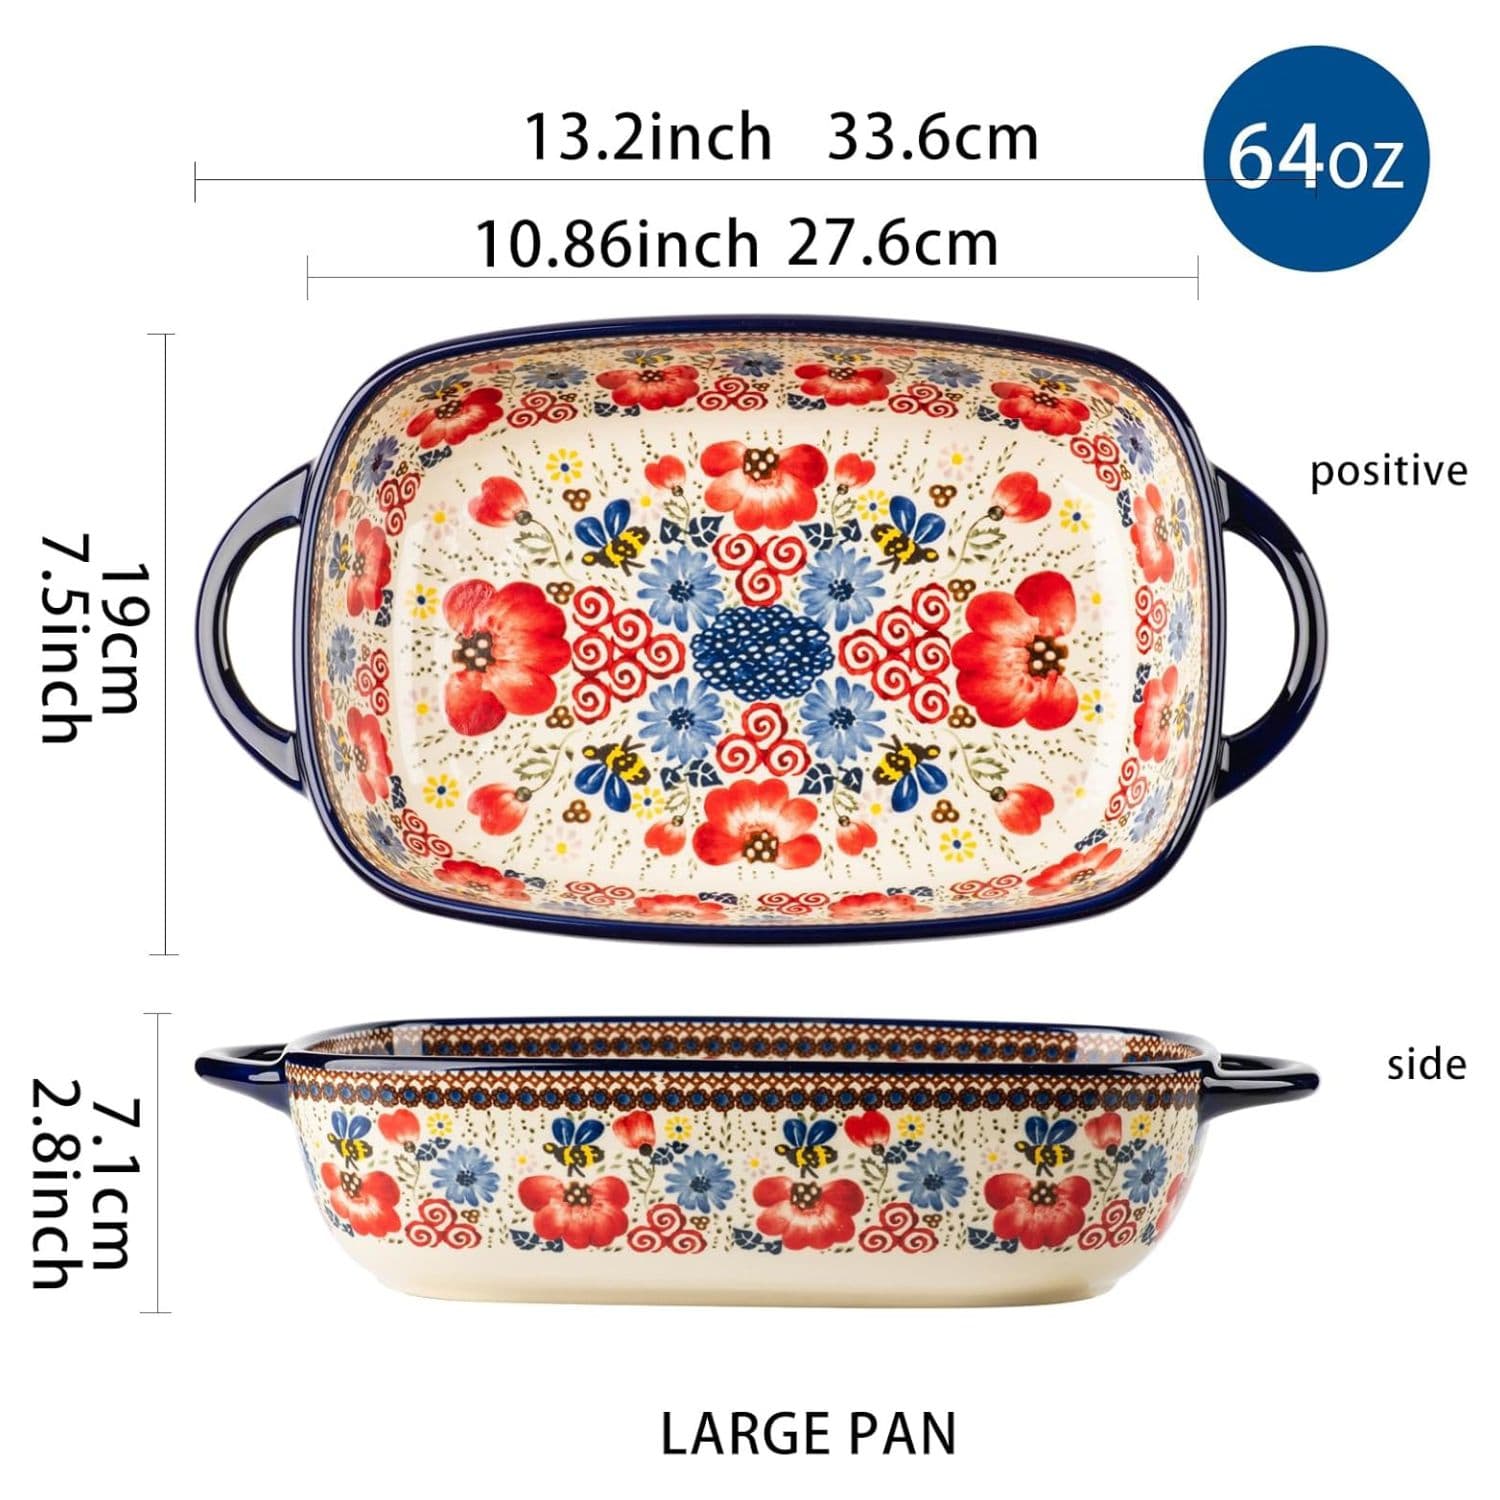 13.2inch 33.6cm
64oz
10.86inch 27.6cm
positive
19cm
7.5inch
side
7.1cm
2.8inch
LARGE PAN